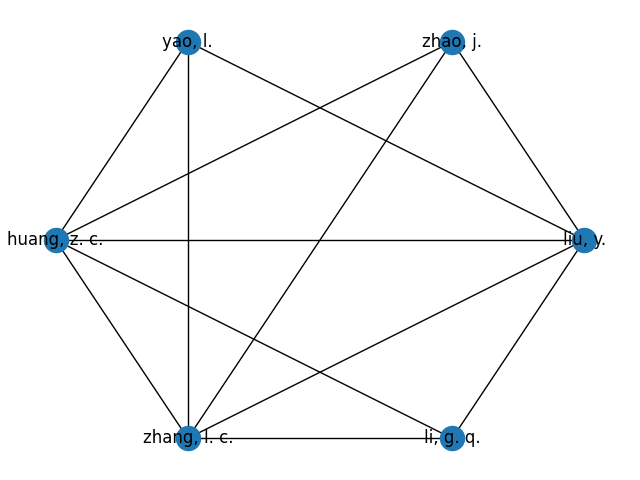 yao, l.
zhao, j.
huang, z. c.
liu, y.
zhang, l. c.
li, g. q.